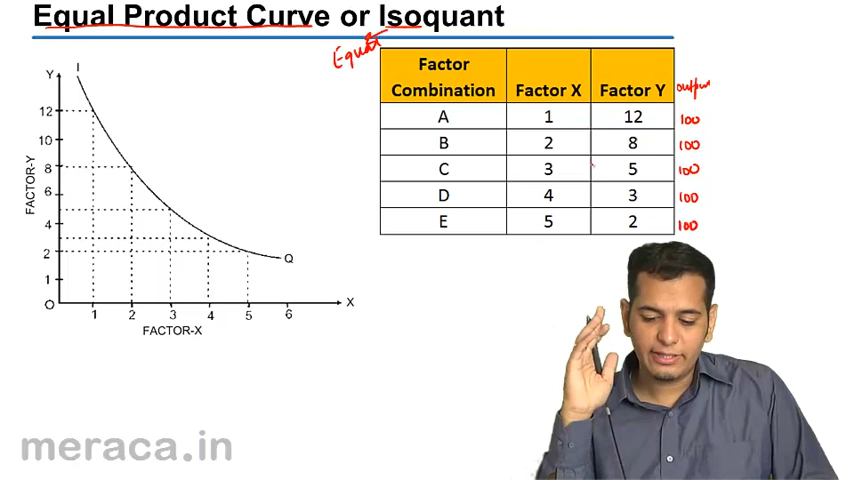 Equal Product Curve or Isoquant
Equal
Factor Combination Factor X Factor Y output
A 1 12 100
B 2 8 100
C 3 5 100
D 4 3 100
E 5 2 100
Y I
12
10
8
6
4
2
1
O 1 2 3 4 5 6 X
Q
FACTOR-Y
FACTOR-X
meraca.in